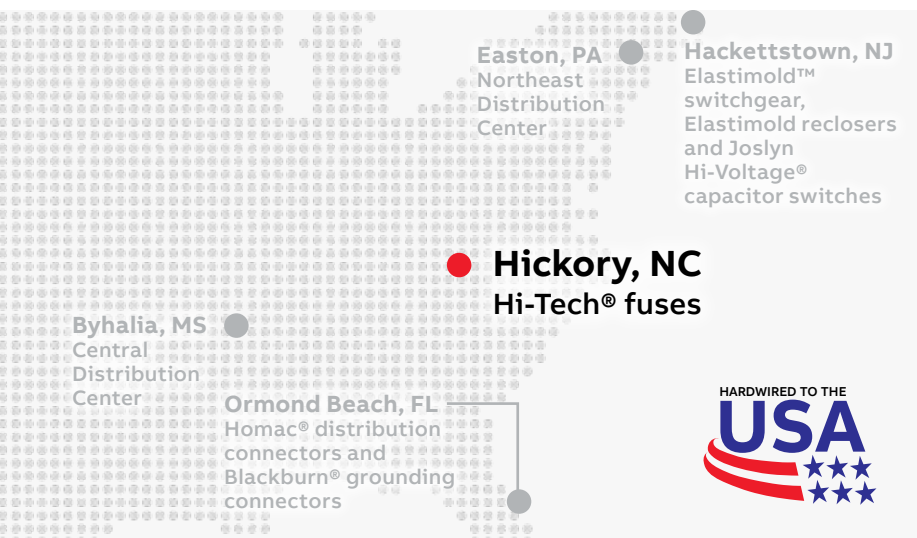 Easton, PA
Northeast
Distribution
Center
Hackettstown, NJ
Elastimold™
switchgear,
Elastimold reclosers
and Joslyn
Hi-Voltage®
capacitor switches
Hickory, NC
Hi-Tech® fuses
Byhalia, MS
Central
Distribution
Center
Ormond Beach, FL
Homac® distribution
connectors and
Blackburn® grounding
connectors
HARDWIRED TO THE
USA